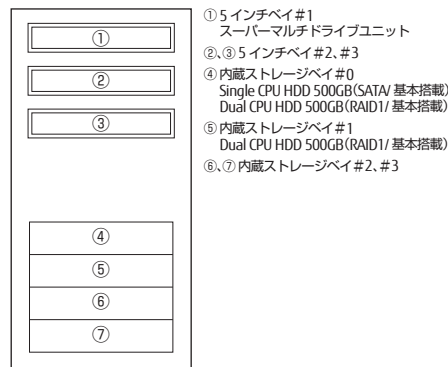 ①
②
③
④
⑤
⑥
⑦
① 5 インチベイ#1
スーパーマルチドライブユニット
②、③ 5 インチベイ#2、#3
④ 内蔵ストレージベイ#0
Single CPU HDD 500GB(SATA/ 基本搭載)
Dual CPU HDD 500GB(RAID1/ 基本搭載)
⑤ 内蔵ストレージベイ#1
Dual CPU HDD 500GB(RAID1/ 基本搭載)
⑥、⑦ 内蔵ストレージベイ#2、#3